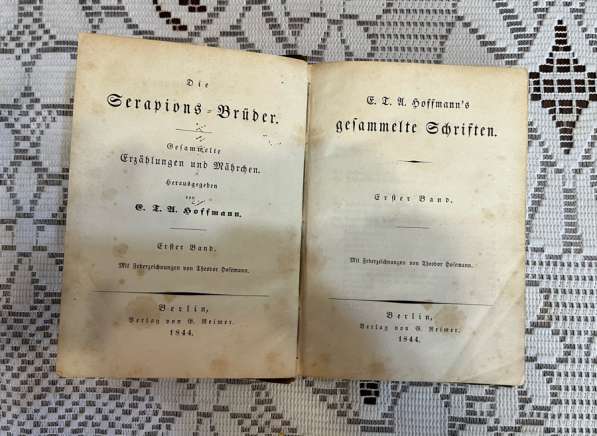 Die
Serapions-Brüder.
Gesammelte
Erzählungen und Mährchen.
Herausgegeben
von
E. T. A. Hoffmann.
Erster Band.
Mit Federzeichnungen von Theodor Hosemann.
Berlin,
Verlag von G. Reimer.
1844.
E. T. A. Hoffmann's
gesammelte Schriften.
Erster Band.
Mit Federzeichnungen von Theodor Hosemann.
Berlin,
Verlag von G. Reimer.
1844.